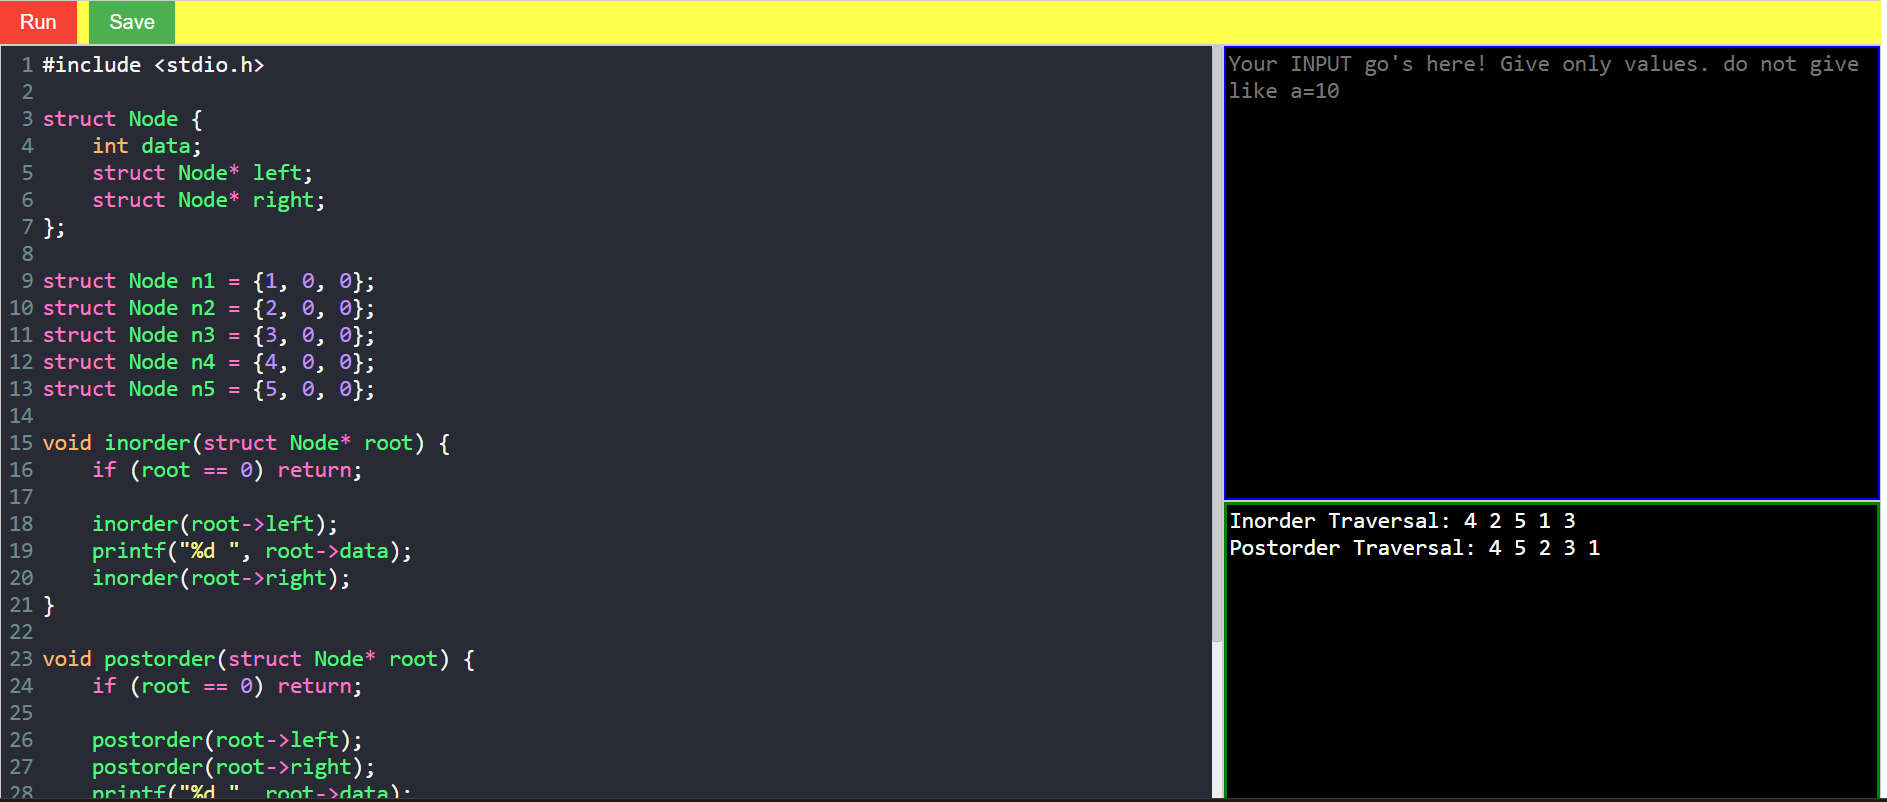 Run Save
1 #include <stdio.h>
2
3 struct Node {
4     int data;
5     struct Node* left;
6     struct Node* right;
7 };
8
9 struct Node n1 = {1, 0, 0};
10 struct Node n2 = {2, 0, 0};
11 struct Node n3 = {3, 0, 0};
12 struct Node n4 = {4, 0, 0};
13 struct Node n5 = {5, 0, 0};
14
15 void inorder(struct Node* root) {
16     if (root == 0) return;
17
18     inorder(root->left);
19     printf("%d ", root->data);
20     inorder(root->right);
21 }
22
23 void postorder(struct Node* root) {
24     if (root == 0) return;
25
26     postorder(root->left);
27     postorder(root->right);
28     printf("%d ", root->data);
Your INPUT go's here! Give only values. do not give
like a=10
Inorder Traversal: 4 2 5 1 3
Postorder Traversal: 4 5 2 3 1